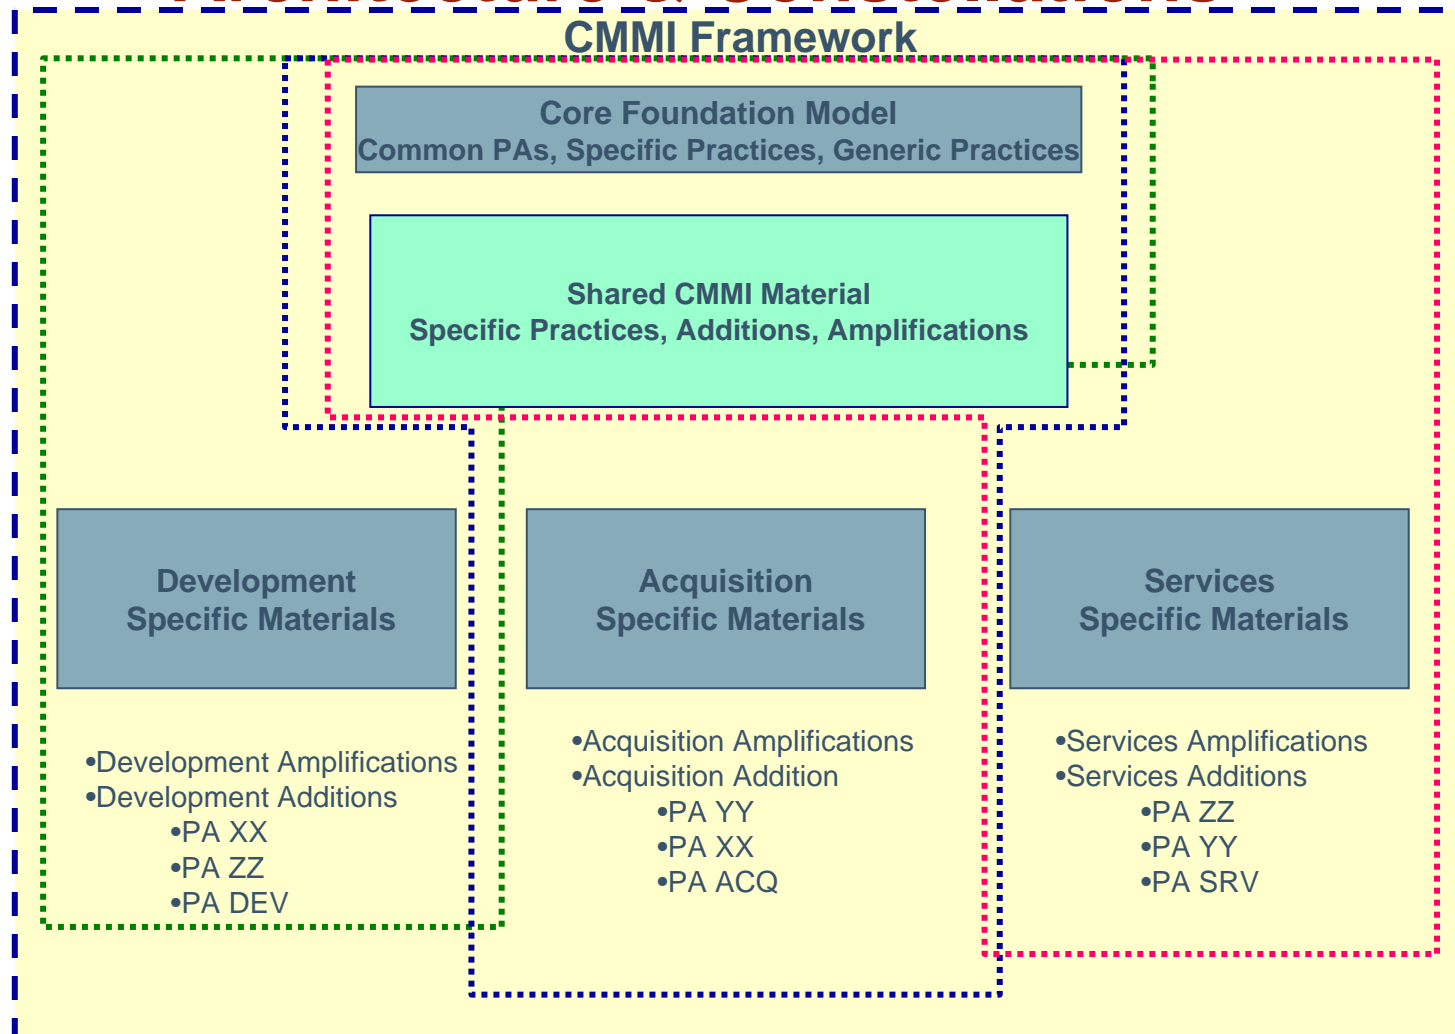 Architecture & Constellations
CMMI Framework
Core Foundation Model
Common PAs, Specific Practices, Generic Practices
Shared CMMI Material
Specific Practices, Additions, Amplifications
Development
Specific Materials
•Development Amplifications
•Development Additions
•PA XX
•PA ZZ
•PA DEV
Acquisition
Specific Materials
•Acquisition Amplifications
•Acquisition Addition
•PA YY
•PA XX
•PA ACQ
Services
Specific Materials
•Services Amplifications
•Services Additions
•PA ZZ
•PA YY
•PA SRV